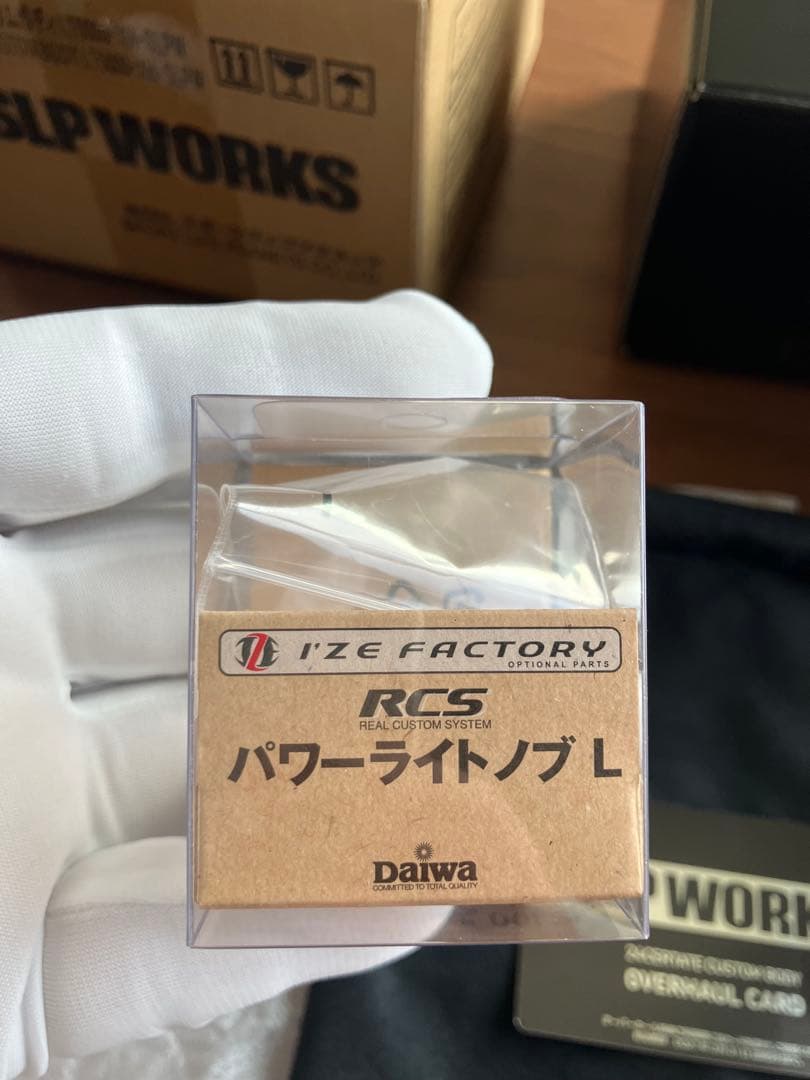 SLP WORKS
I'ZE FACTORY
OPTIONAL PARTS
RCS
REAL CUSTOM SYSTEM
パワーライトノブ L
Daiwa
COMMITTED TO TOTAL QUALITY
P WORK
OVERHAUL CARD